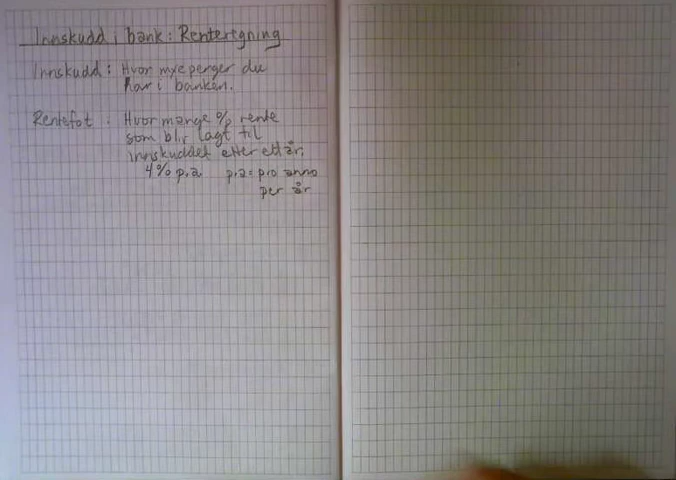 Innskudd i bank: Renteregning
Innskudd: Hvor mye penger du
har i banken.
Rentefot : Hvor mange % rente
som blir lagt til
innskuddet etter ett år.
4% p.a p.a = pro anno
per år